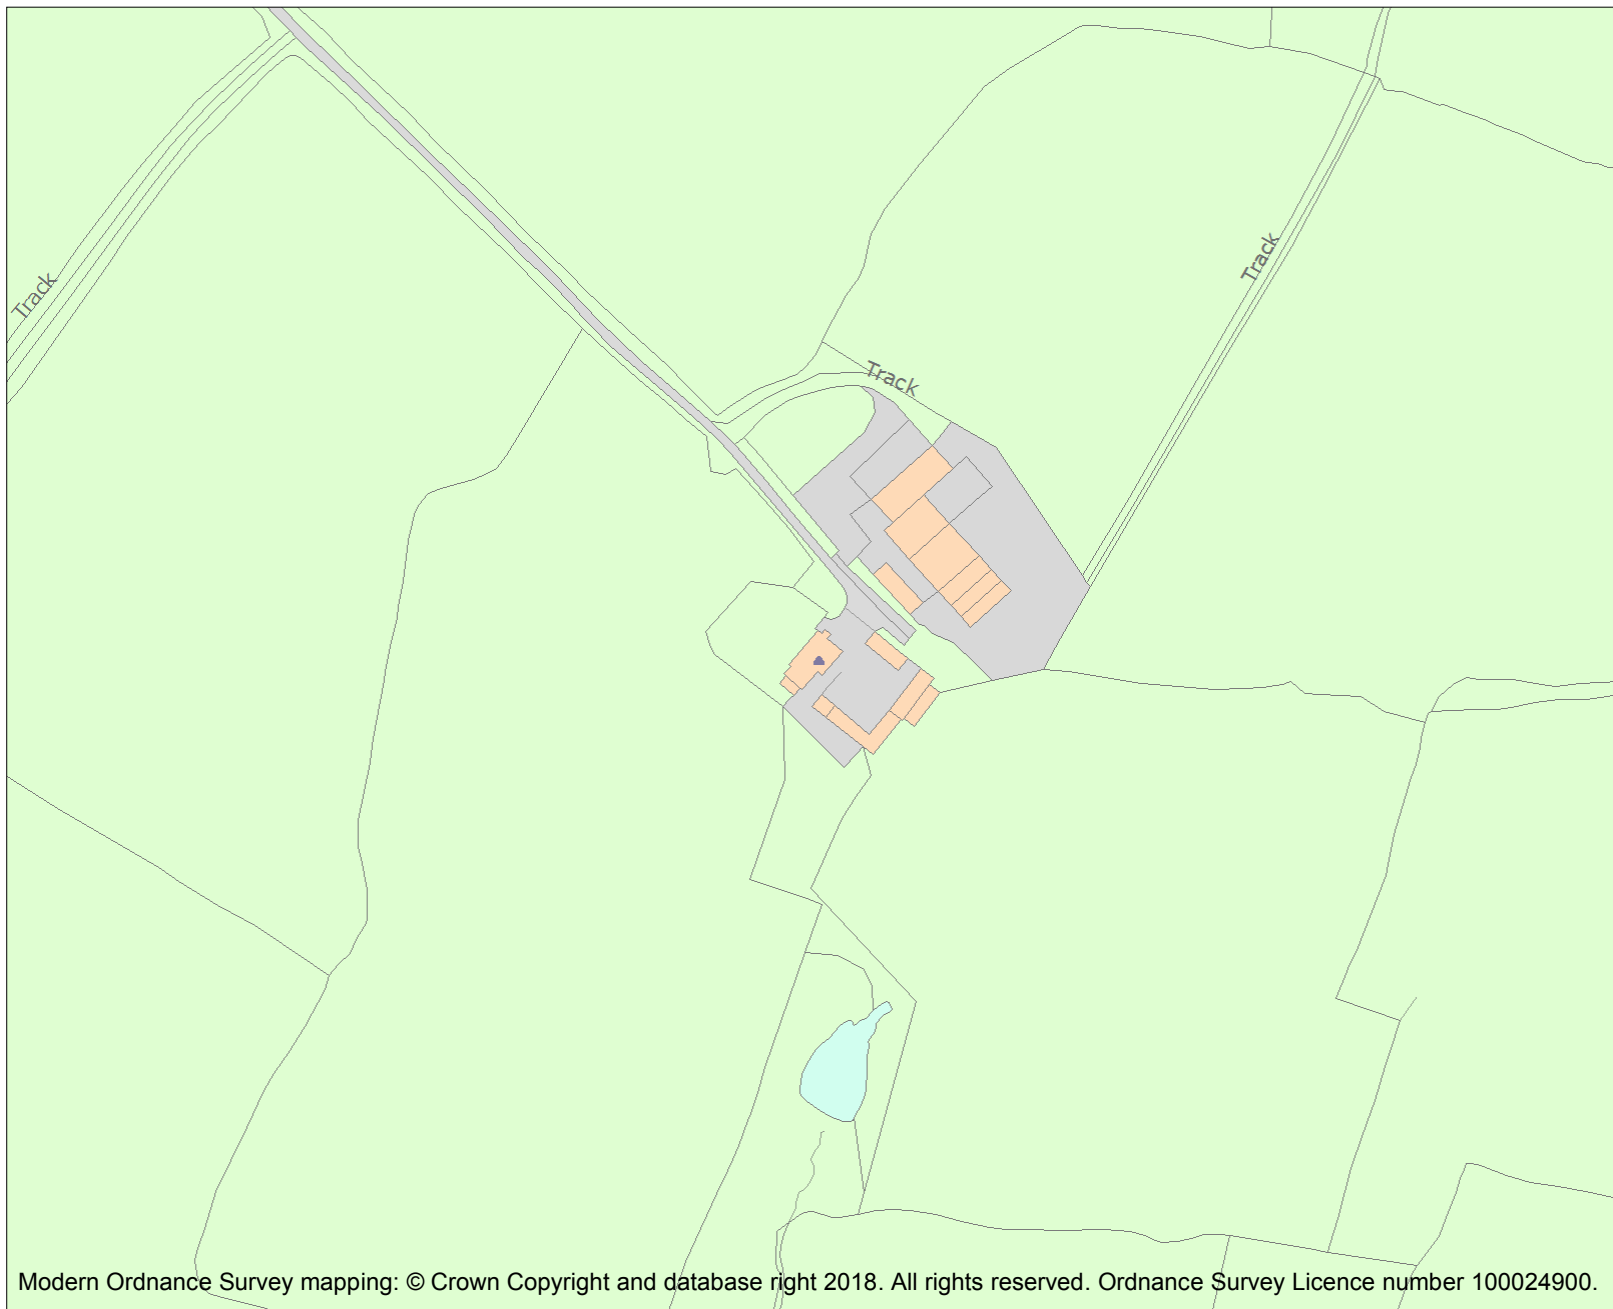 Track
Track
Track
Modern Ordnance Survey mapping: © Crown Copyright and database right 2018. All rights reserved. Ordnance Survey Licence number 100024900.